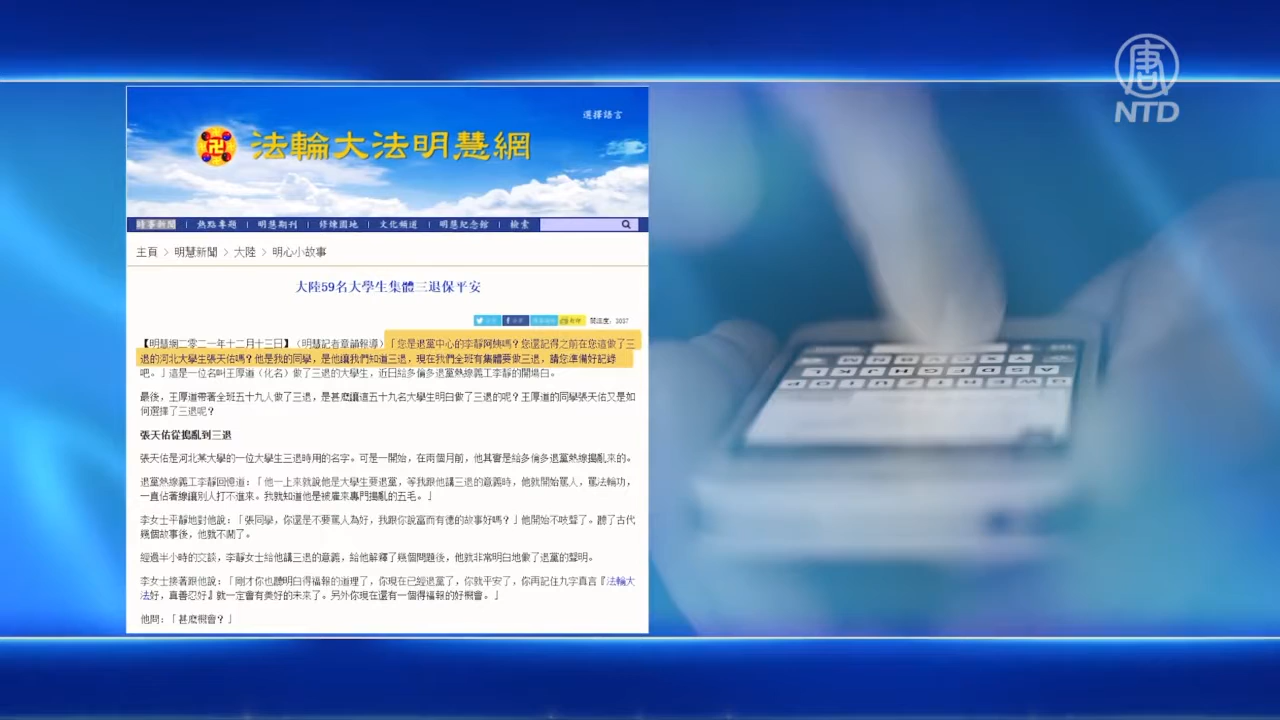 唐
NTD
選擇語言
法輪大法明慧網
時事新聞 | 熱點專題 | 明慧期刊 | 修煉園地 | 文化頻道 | 明慧紀念館 | 檢索
主頁 > 明慧新聞 > 大陸 > 明心小故事
大陸59名大學生集體三退保平安
【明慧網二零二一年十二月十三日】（明慧記者章韻報導）「您是退黨中心的李靜阿姨嗎？您還記得之前在您這做了三
退的河北大學生張天佑嗎？他是我的同學，是他讓我們知道三退，現在我們全班有集體要做三退，請您準備好記錄
吧。」這是一位名叫王厚道（化名）做了三退的大學生，近日給多倫多退黨熱線義工李靜的開場白。
最後，王厚道帶著全班五十九人做了三退，是甚麼讓這五十九名大學生明白做了三退的呢？王厚道的同學張天佑又是如
何選擇了三退呢？
張天佑從搗亂到三退
張天佑是河北某大學的一位大學生三退時用的名字。可是一開始，在兩個月前，他其實是給多倫多退黨熱線搗亂來的。
退黨熱線義工李靜回憶道：「他一上來就說他是大學生要退黨，等我跟他講三退的意義時，他就開始罵人，罵法輪功，
一直佔著線讓別人打不進來。我就知道他是被雇來專門搗亂的五毛。」
李女士平靜地對他說：「張同學，你還是不要罵人為好，我跟你說富而有德的故事好嗎？」他開始不吱聲了。聽了古代
幾個故事後，他就不鬧了。
經過半小時的交談，李靜女士給他講三退的意義，給他解釋了幾個問題後，他就非常明白地做了退黨的聲明。
李女士接著跟他說：「剛才你也聽明白得福報的道理了，你現在已經退黨了，你就平安了，你再記住九字真言『法輪大
法好，真善忍好』就一定會有美好的未來了。另外你現在還有一個得福報的好機會。」
他問：「甚麼機會？」